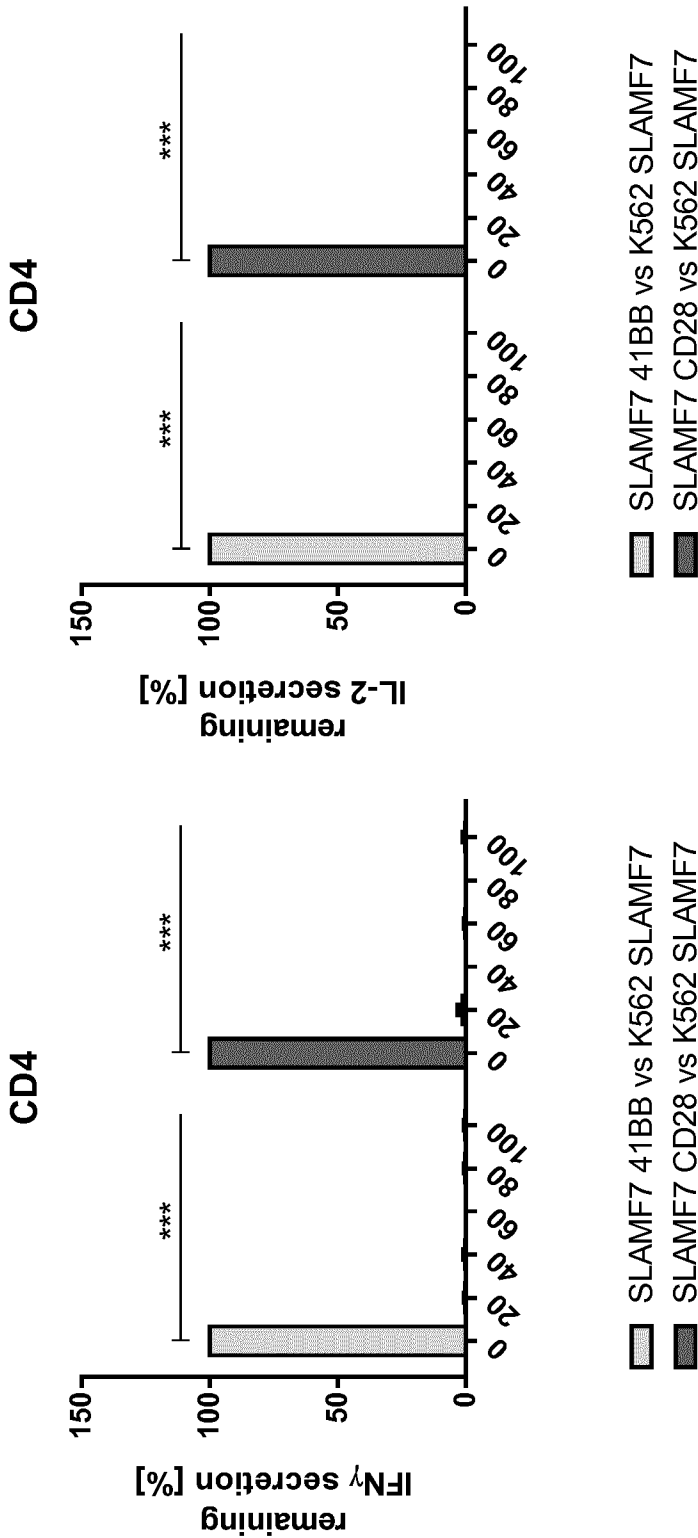 CD4
remaining
IFNγ secretion [%]
150
100
50
0
***
***
0 20 40 60 80 100 0 20 40 60 80 100
SLAMF7 41BB vs K562 SLAMF7
SLAMF7 CD28 vs K562 SLAMF7
CD4
remaining
IL-2 secretion [%]
150
100
50
0
***
***
0 20 40 60 80 100 0 20 40 60 80 100
SLAMF7 41BB vs K562 SLAMF7
SLAMF7 CD28 vs K562 SLAMF7